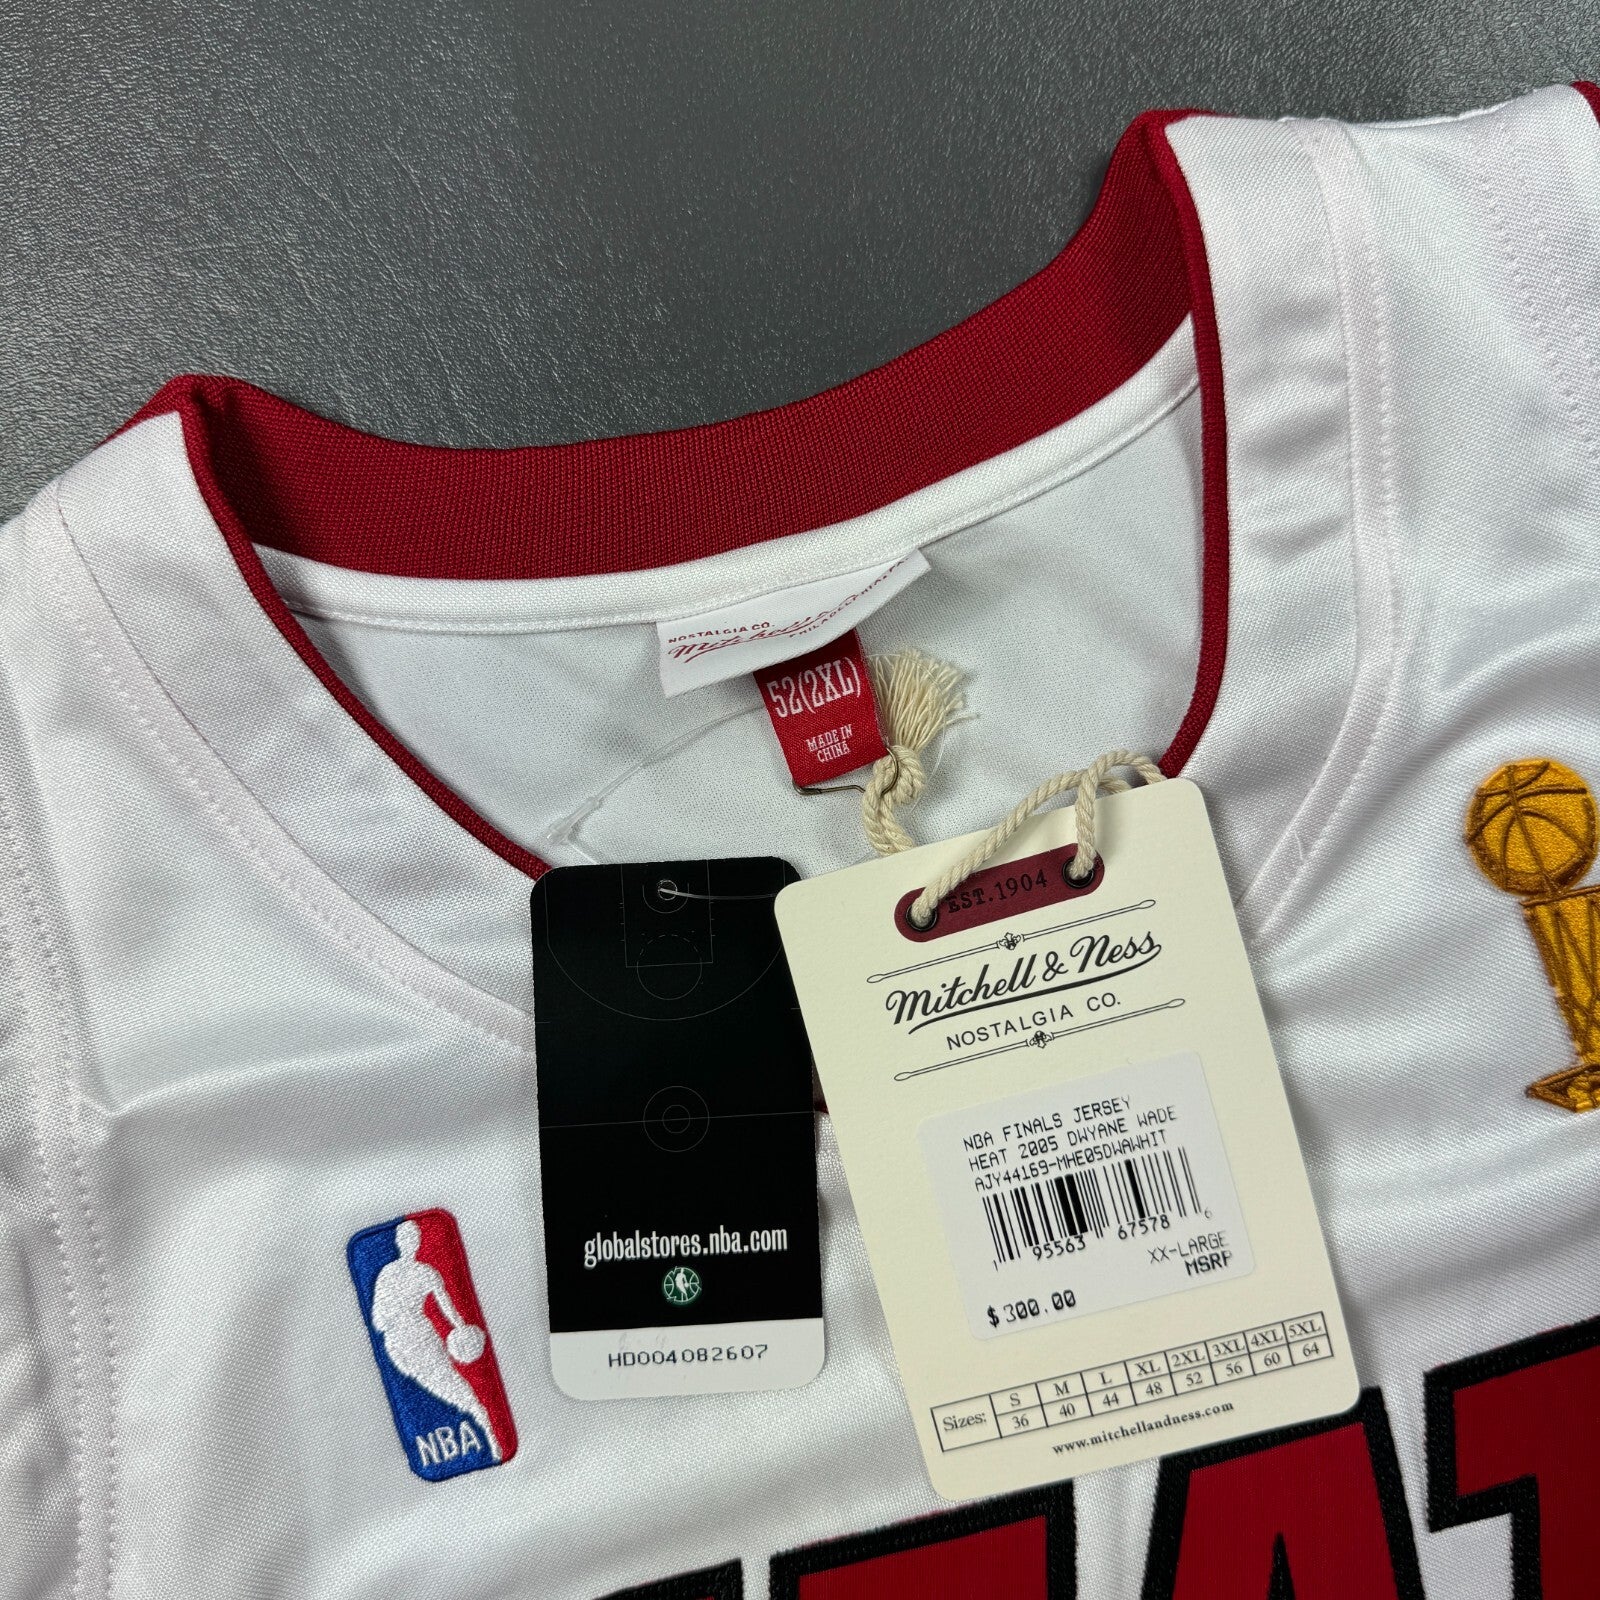 NOSTALGIA CO.
52(2XL)
MADE IN
CHINA
EST.1904
Mitchell & Ness
NOSTALGIA CO.
NBA FINALS JERSEY
HEAT 2005 DWYANE WADE
AJY44169-MHE05DWAWHIT
1 95563 67578 6
XX-LARGE
MSRP
$300.00
Sizes: S M L XL 2XL 3XL 4XL 5XL
36 40 44 48 52 56 60 64
www.mitchellandness.com
globalstores.nba.com
HD004082607
NBA